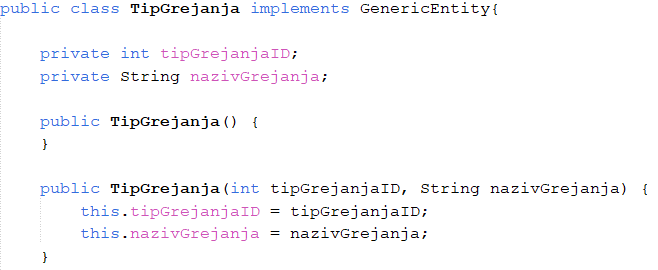 public class TipGrejanja implements GenericEntity{
private int tipGrejanjaID;
private String nazivGrejanja;
public TipGrejanja() {
}
public TipGrejanja(int tipGrejanjaID, String nazivGrejanja) {
this.tipGrejanjaID = tipGrejanjaID;
this.nazivGrejanja = nazivGrejanja;
}